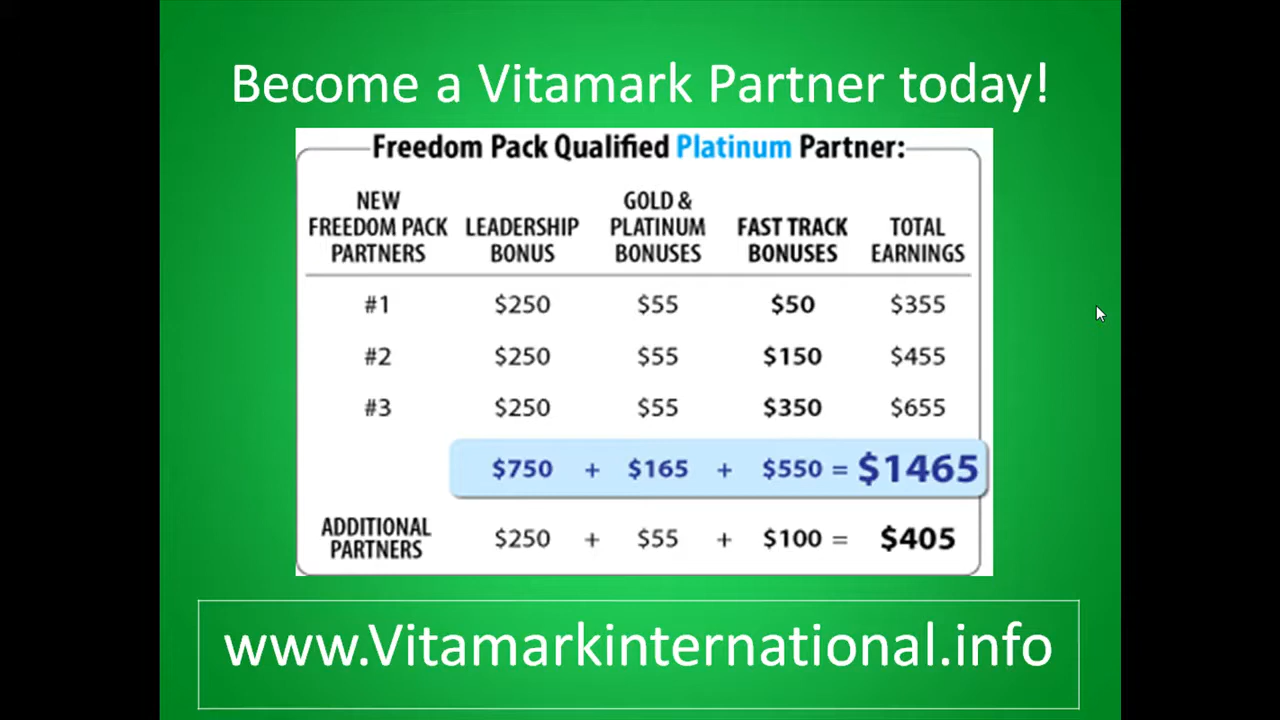 Become a Vitamark Partner today!
Freedom Pack Qualified Platinum Partner:
NEW FREEDOM PACK PARTNERS LEADERSHIP BONUS GOLD & PLATINUM BONUSES FAST TRACK BONUSES TOTAL EARNINGS
#1 $250 $55 $50 $355
#2 $250 $55 $150 $455
#3 $250 $55 $350 $655
$750 + $165 + $550 = $1465
ADDITIONAL PARTNERS $250 + $55 + $100 = $405
www.Vitamarkinternational.info